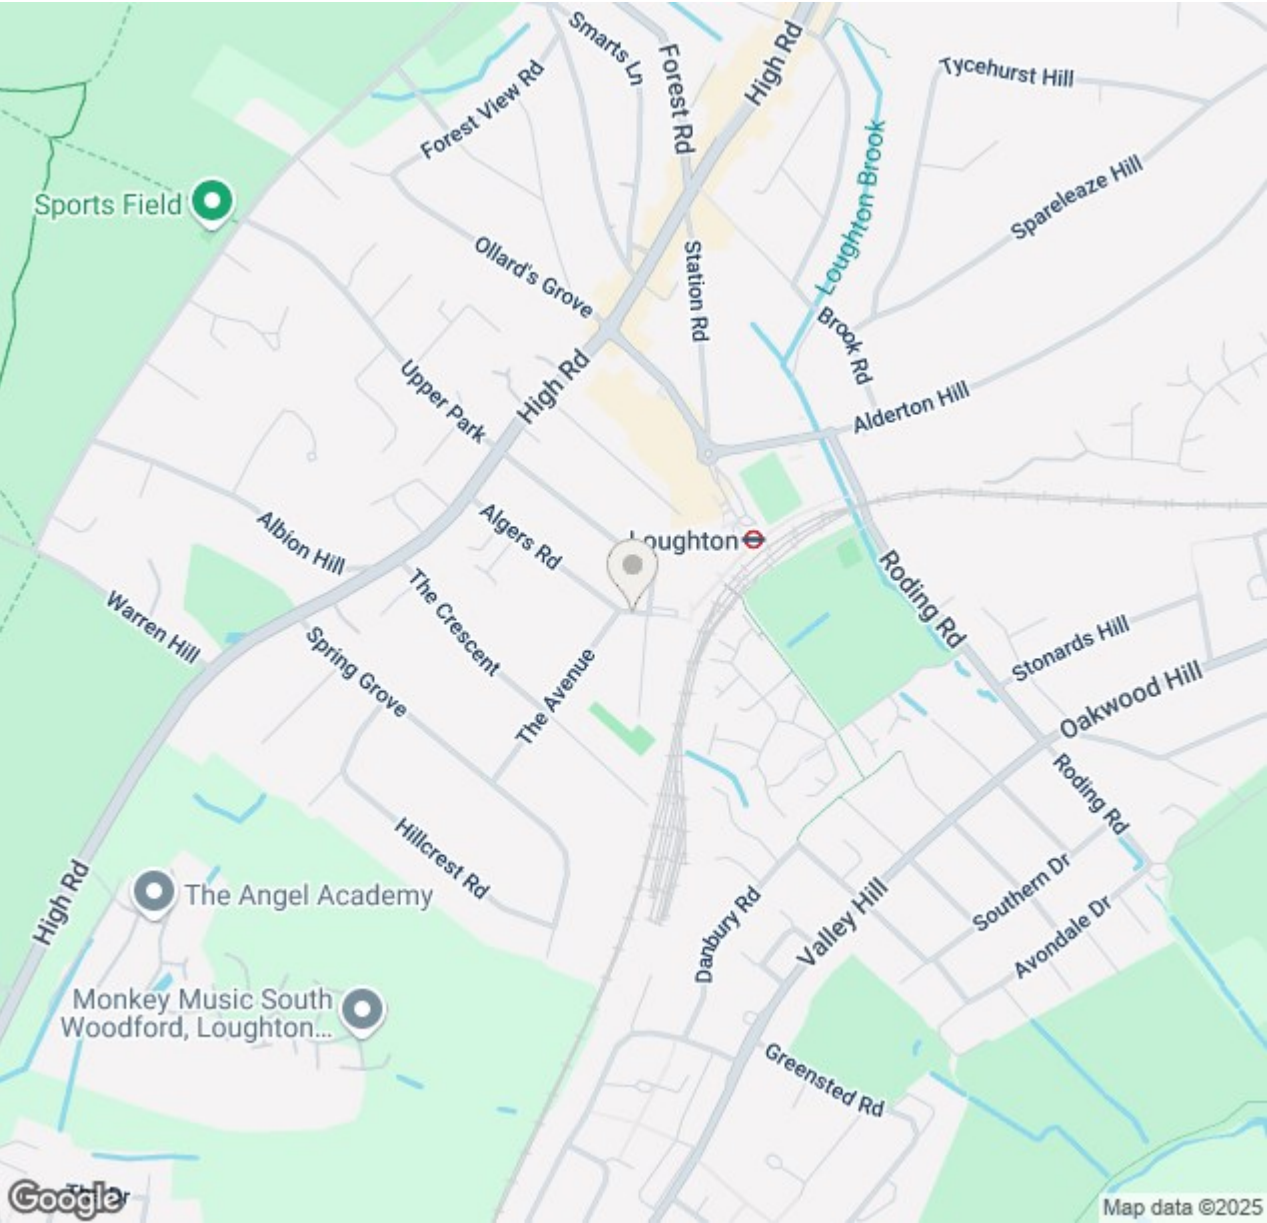 Smarts Ln
Forest Rd
High Rd
Tycehurst Hill
Forest View Rd
Loughton Brook
Sports Field
Spareleaze Hill
Ollard's Grove
Station Rd
Brook Rd
High Rd
Upper Park
Alderton Hill
Algers Rd
Loughton
Albion Hill
Roding Rd
Warren Hill
The Crescent
Stonards Hill
Spring Grove
The Avenue
Oakwood Hill
Roding Rd
Hillcrest Rd
High Rd
The Angel Academy
Danbury Rd
Valley Hill
Southern Dr
Avondale Dr
Monkey Music South
Woodford, Loughton...
Greensted Rd
Google
Map data ©2025